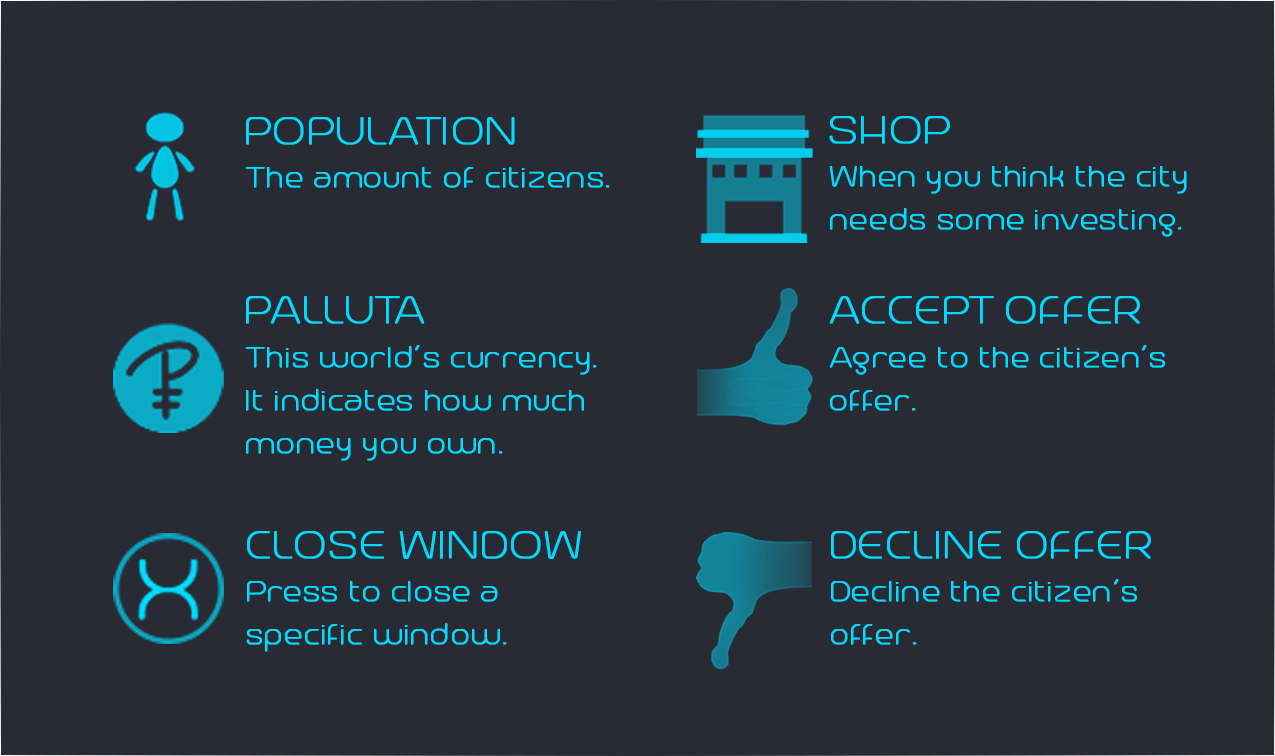 POPULATION
The amount of citizens.
PALLUTA
This world's currency.
It indicates how much
money you own.
CLOSE WINDOW
Press to close a
specific window.
SHOP
When you think the city
needs some investing.
ACCEPT OFFER
Agree to the citizen's
offer.
DECLINE OFFER
Decline the citizen's
offer.